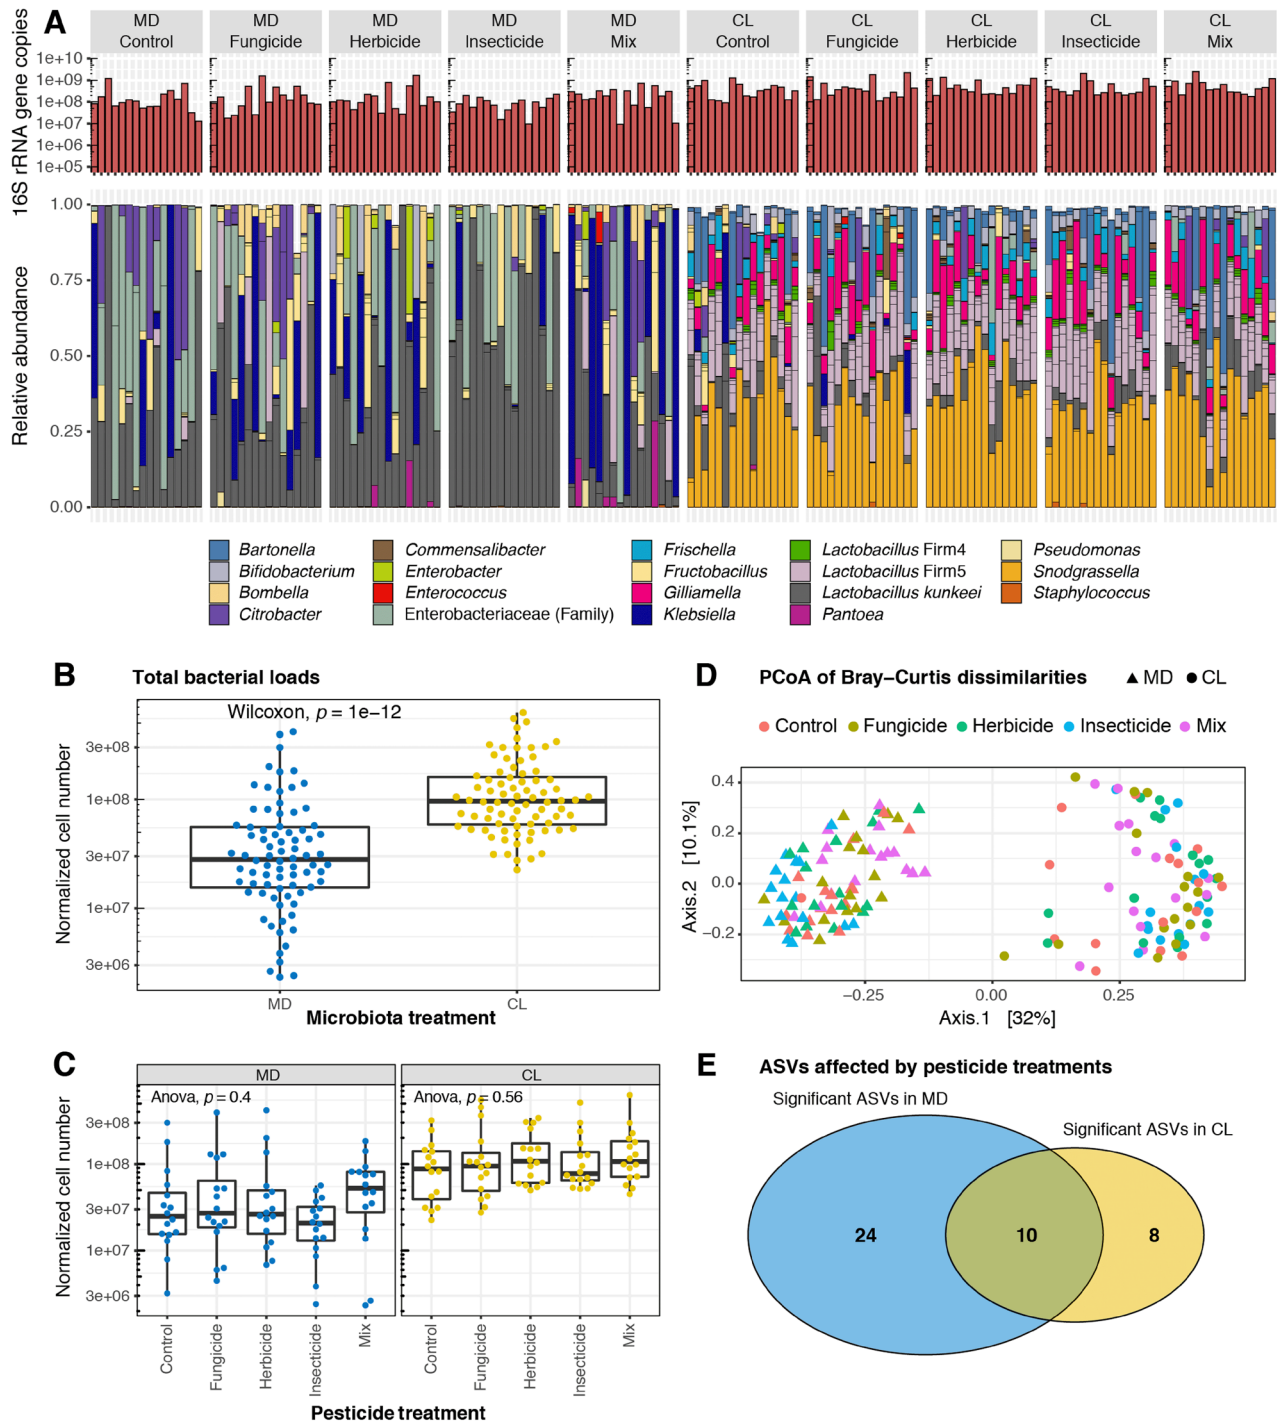 A
MD Control
MD Fungicide
MD Herbicide
MD Insecticide
MD Mix
CL Control
CL Fungicide
CL Herbicide
CL Insecticide
CL Mix
16S rRNA gene copies
1e+10
1e+09
1e+08
1e+07
1e+06
1e+05
Relative abundance
1.00
0.75
0.50
0.25
0.00
Bartonella
Bifidobacterium
Bombella
Citrobacter
Commensalibacter
Enterobacter
Enterococcus
Enterobacteriaceae (Family)
Frischella
Fructobacillus
Gilliamella
Klebsiella
Lactobacillus Firm4
Lactobacillus Firm5
Lactobacillus kunkeei
Pantoea
Pseudomonas
Snodgrassella
Staphylococcus
B
Total bacterial loads
Wilcoxon, p = 1e−12
Normalized cell number
3e+08
1e+08
3e+07
1e+07
3e+06
MD
CL
Microbiota treatment
C
MD
CL
Anova, p = 0.4
Anova, p = 0.56
Normalized cell number
3e+08
1e+08
3e+07
1e+07
3e+06
Control
Fungicide
Herbicide
Insecticide
Mix
Control
Fungicide
Herbicide
Insecticide
Mix
Pesticide treatment
D
PCoA of Bray−Curtis dissimilarities
MD
CL
Control
Fungicide
Herbicide
Insecticide
Mix
Axis.2 [10.1%]
0.4
0.2
0.0
−0.2
−0.25
0.00
0.25
Axis.1 [32%]
E
ASVs affected by pesticide treatments
Significant ASVs in MD
Significant ASVs in CL
24
10
8